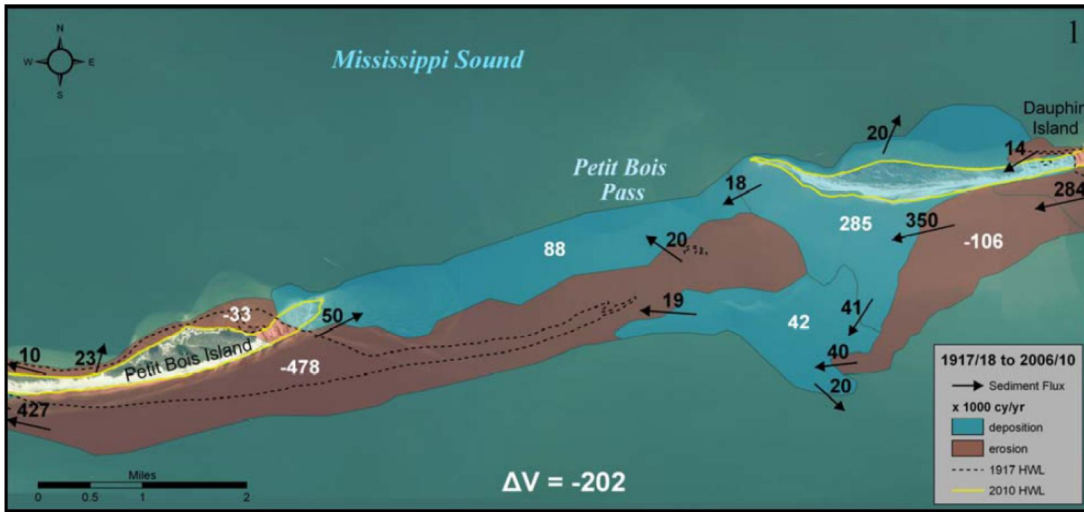 N
W
E
S
Mississippi Sound
1
Dauphin
Island
20
14
Petit Bois
Pass
18
284
285
350
-106
88
20
-33
50
19
42
41
10
23
Petit Bois Island
-478
40
20
427
1917/18 to 2006/10
Sediment Flux
x 1000 cy/yr
deposition
erosion
1917 HWL
2010 HWL
Miles
0 0.5 1 2
ΔV = -202